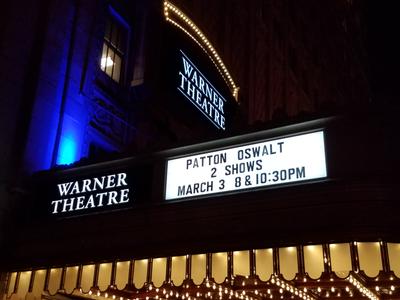 WARNER
THEATRE
WARNER
THEATRE
PATTON OSWALT
2 SHOWS
MARCH 3 8 & 10:30PM